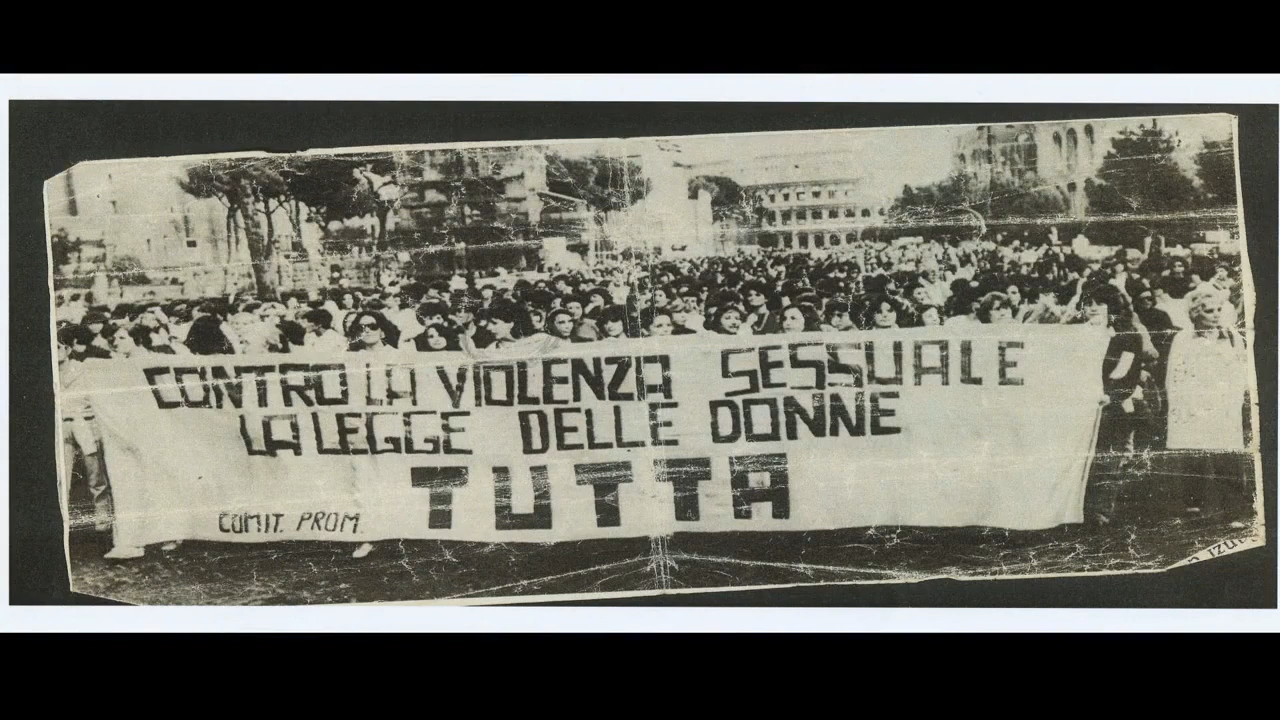 CONTRO LA VIOLENZA SESSUALE
LA LEGGE DELLE DONNE
TUTTA
COMIT. PROM.